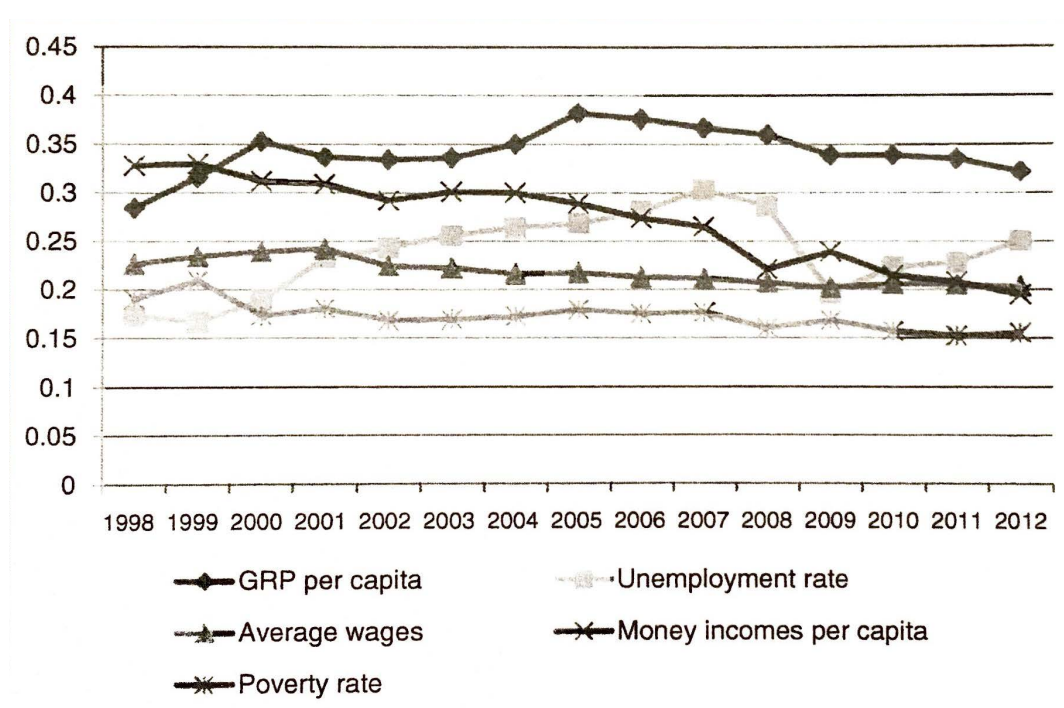 0.45
0.4
0.35
0.3
0.25
0.2
0.15
0.1
0.05
0
1998 1999 2000 2001 2002 2003 2004 2005 2006 2007 2008 2009 2010 2011 2012
GRP per capita Unemployment rate
Average wages Money incomes per capita
Poverty rate